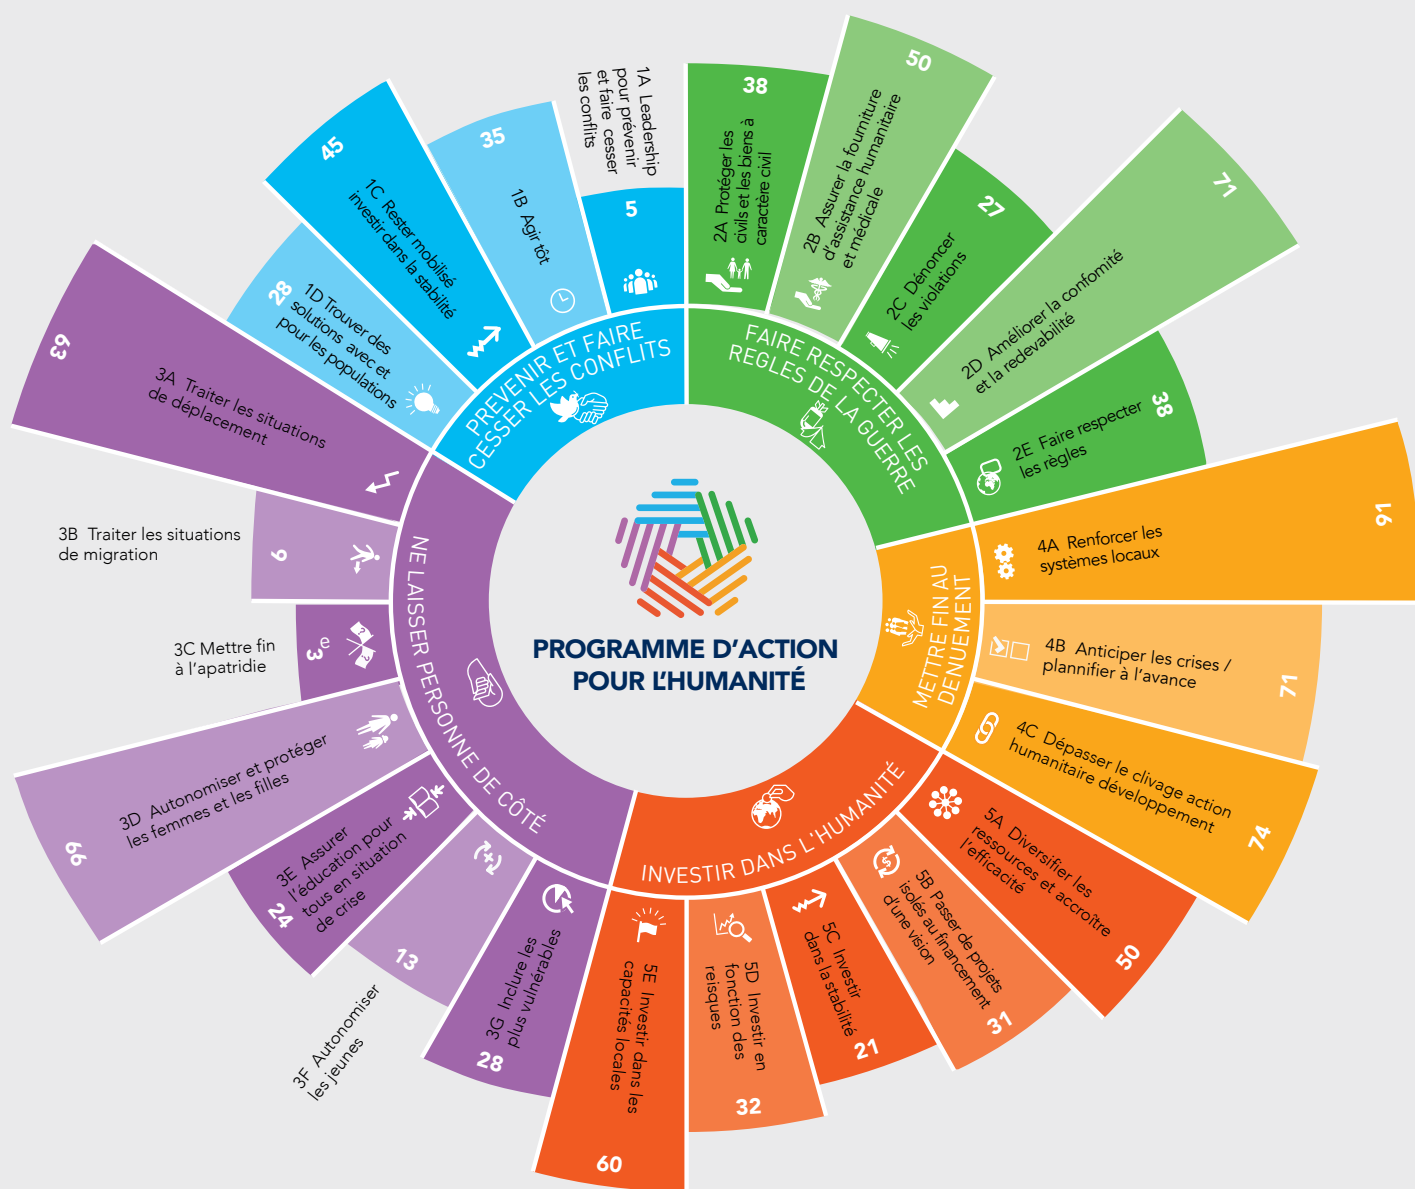 1A Leadership
pour prévenir
et faire cesser
les conflits
5
1B Agir tôt
35
1C Rester mobilisé
investir dans la stabilité
45
1D Trouver des
solutions avec et
pour les populations
28
PREVENIR ET FAIRE
CESSER LES CONFLITS
38
2A Protéger les
civils et les biens à
caractère civil
50
2B Assurer la fourniture
d'assistance humanitaire
et médicale
27
2C Dénoncer
les violations
71
2D Améliorer la confomité
et la redevabilité
38
2E Faire respecter
les règles
FAIRE RESPECTER LES
REGLES DE LA GUERRE
63
3A Traiter les situations
de déplacement
3B Traiter les situations
de migration
9
3C Mettre fin
à l'apatridie
3e
3D Autonomiser et protéger
les femmes et les filles
66
3E Assurer
l'éducation pour
tous en situation
de crise
24
13
3F Autonomiser
les jeunes
3G Inclure les
plus vulnérables
28
NE LAISSER PERSONNE DE CÔTÉ
PROGRAMME D'ACTION
POUR L'HUMANITÉ
4A Renforcer les
systèmes locaux
91
4B Anticiper les crises /
plannifier à l'avance
71
4C Dépasser le clivage action
humanitaire développement
74
METTRE FIN AU
DENUEMENT
5A Diversifier les
ressources et accroître
l'efficacité
50
5B Passer de projets
isolés au financement
d'une vision
31
5C Investir
dans la stabilité
21
5D Investir en
fonction des
reisques
32
5E Investir dans les
capacités locales
60
INVESTIR DANS L'HUMANITÉ